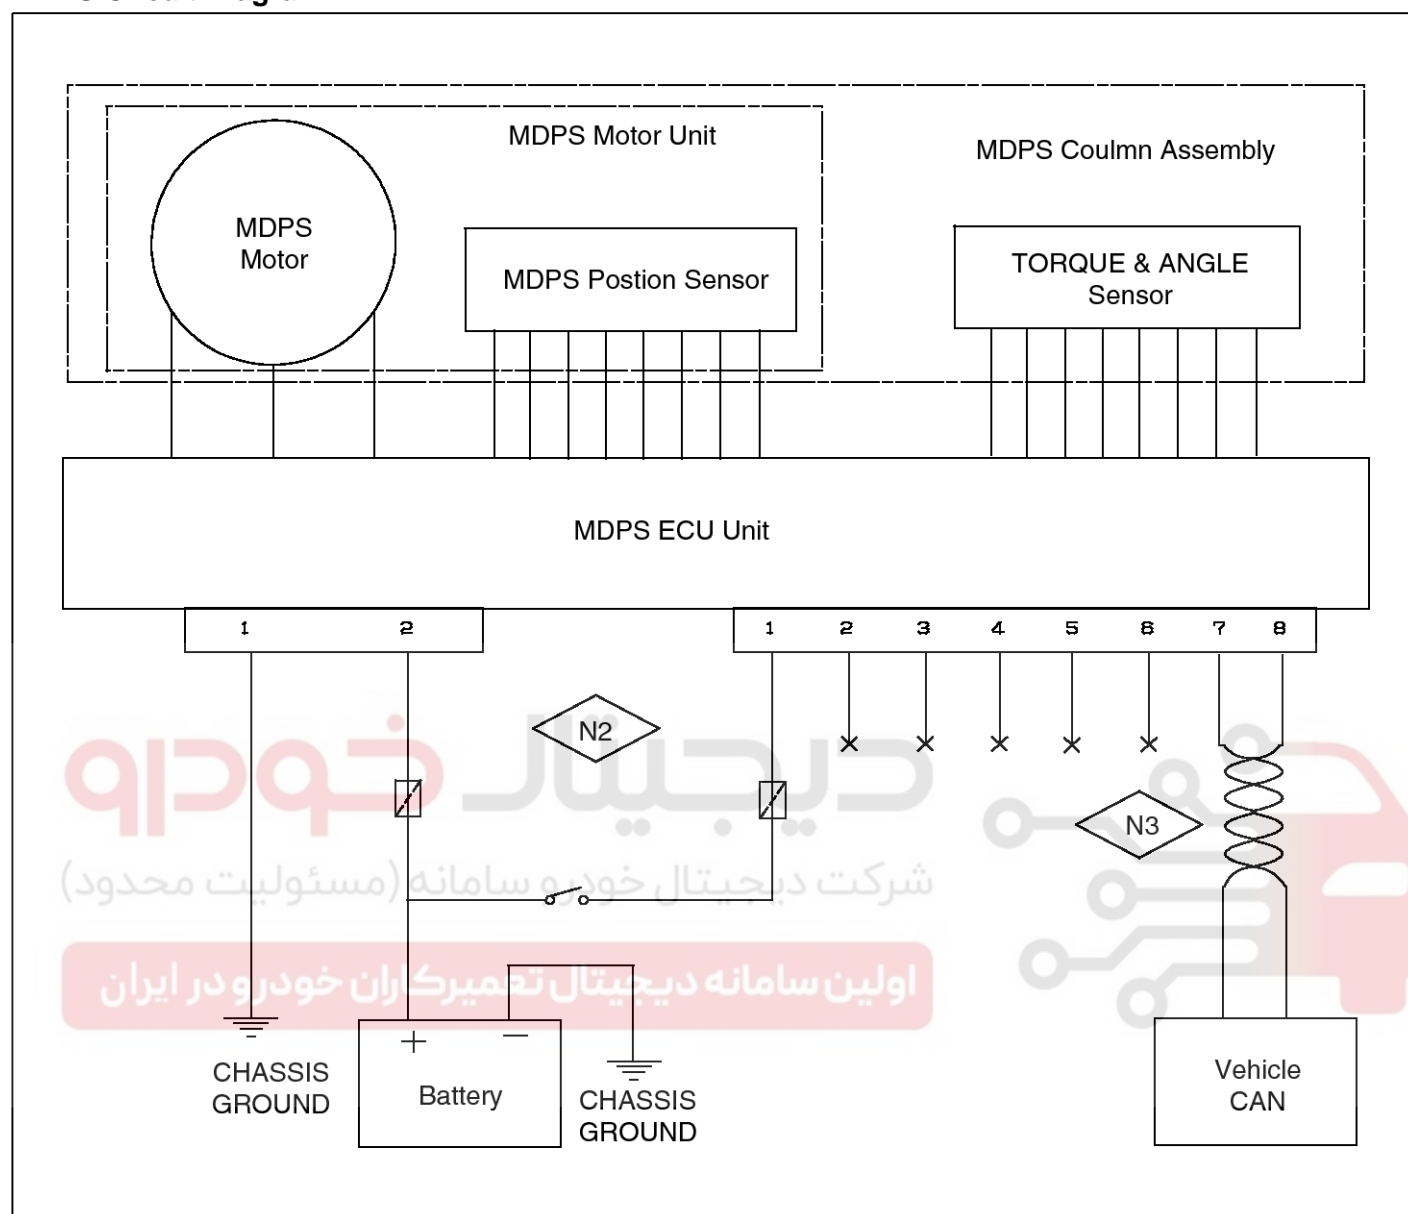 MDPS Motor Unit
MDPS Coulmn Assembly
MDPS
Motor
MDPS Postion Sensor
TORQUE & ANGLE
Sensor
MDPS ECU Unit
1 2
1 2 3 4 5 6 7 8
N2
دیجیتال خودرو
N3
شرکت دیجیتال خودرو سامانه (مسئولیت محدود)
اولین سامانه دیجیتال تعمیرکاران خودرو در ایران
+ −
CHASSIS
GROUND
Battery
CHASSIS
GROUND
Vehicle
CAN